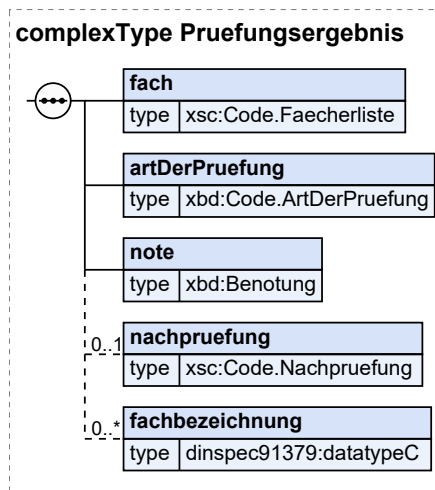 complexType Pruefungsergebnis
fach
type xsc:Code.Faecherliste
artDerPruefung
type xbd:Code.ArtDerPruefung
note
type xbd:Benotung
0..1 nachpruefung
type xsc:Code.Nachpruefung
0..* fachbezeichnung
type dinspec91379:datatypeC